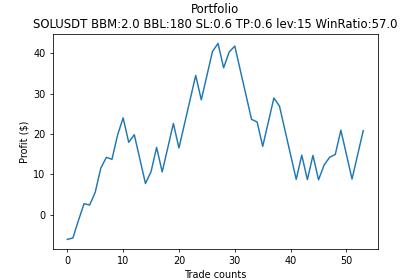 Portfolio
SOLUSDT BBM:2.0 BBL:180 SL:0.6 TP:0.6 lev:15 WinRatio:57.0
40
30
20
10
0
Profit ($)
0 10 20 30 40 50
Trade counts